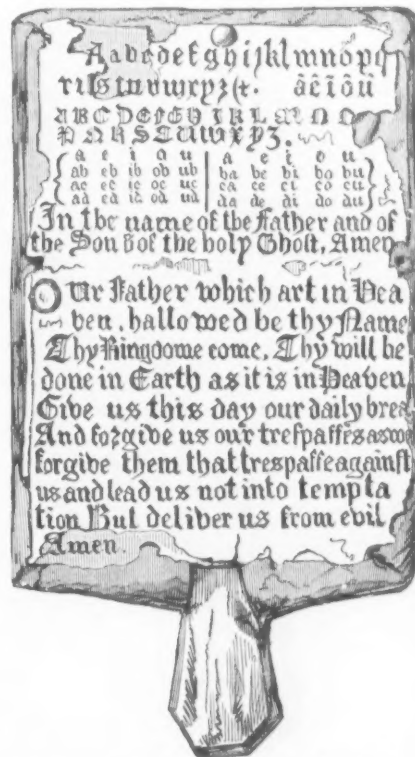 Aabcdefghijklmnopq
rſstuvwxyz&. ãẽĩõũ
ABCDEFGHIKLMNO
PQRSTUWXYZ.
a e i o u | a e i o u
ab eb ib ob ub | ba be bi bo bu
ac ec ic oc uc | ca ce ci co cu
ad ed id od ud | da de di do du
In the name of the Father and of
the Son & of the holy Ghoſt, Amen
Our Father which art in Hea
ven, hallowed be thy Name
Thy Kingdome come, Thy will be
done in Earth as it is in Heaven
Give us this day our daily brea
And forgive us our treſpaſſes as we
forgive them that treſpaſſe againſt
us and lead us not into tempta
tion But deliver us from evil
Amen.